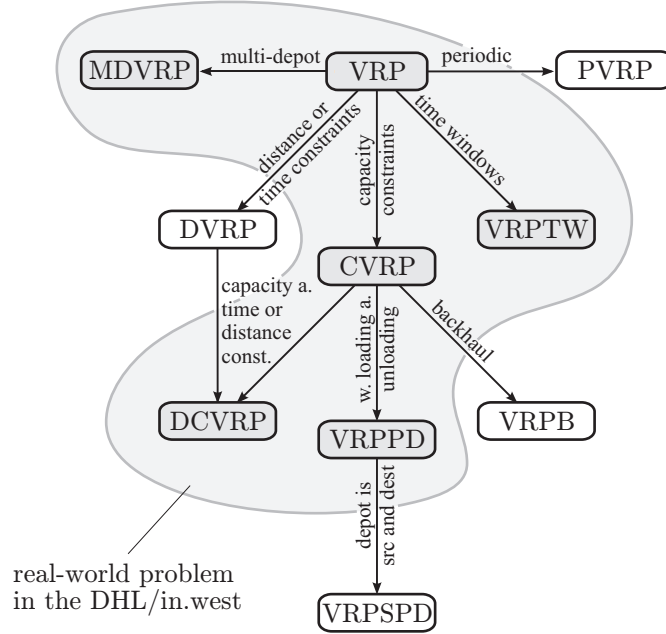 multi-depot
periodic
MDVRP
VRP
PVRP
distance or
time constraints
capacity
constraints
time windows
DVRP
VRPTW
CVRP
capacity a.
time or
distance
const.
w. loading a.
unloading
backhaul
DCVRP
VRPPD
VRPB
depot is
src and dest
real-world problem
in the DHL/in.west
VRPSPD